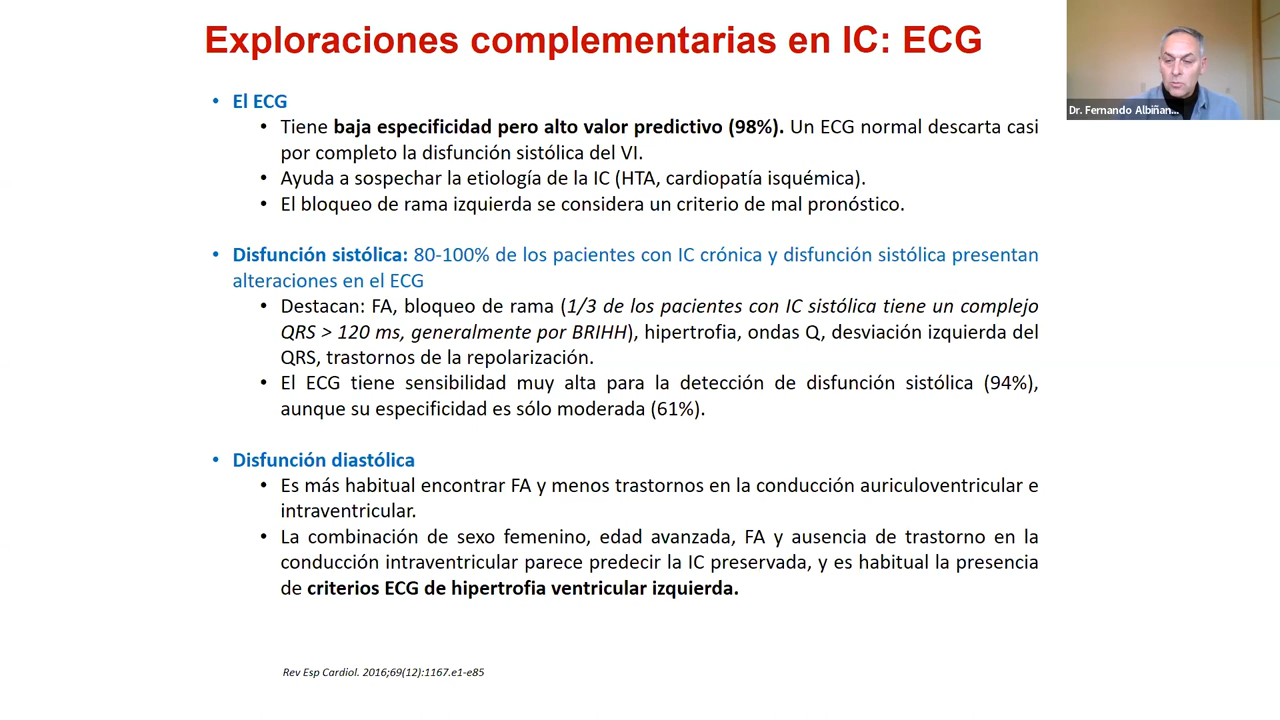 Exploraciones complementarias en IC: ECG
Dr. Fernando Albiñan...
• El ECG
• Tiene baja especificidad pero alto valor predictivo (98%). Un ECG normal descarta casi
por completo la disfunción sistólica del VI.
• Ayuda a sospechar la etiología de la IC (HTA, cardiopatía isquémica).
• El bloqueo de rama izquierda se considera un criterio de mal pronóstico.
• Disfunción sistólica: 80-100% de los pacientes con IC crónica y disfunción sistólica presentan
alteraciones en el ECG
• Destacan: FA, bloqueo de rama (1/3 de los pacientes con IC sistólica tiene un complejo
QRS > 120 ms, generalmente por BRIHH), hipertrofia, ondas Q, desviación izquierda del
QRS, trastornos de la repolarización.
• El ECG tiene sensibilidad muy alta para la detección de disfunción sistólica (94%),
aunque su especificidad es sólo moderada (61%).
• Disfunción diastólica
• Es más habitual encontrar FA y menos trastornos en la conducción auriculoventricular e
intraventricular.
• La combinación de sexo femenino, edad avanzada, FA y ausencia de trastorno en la
conducción intraventricular parece predecir la IC preservada, y es habitual la presencia
de criterios ECG de hipertrofia ventricular izquierda.
Rev Esp Cardiol. 2016;69(12):1167.e1-e85